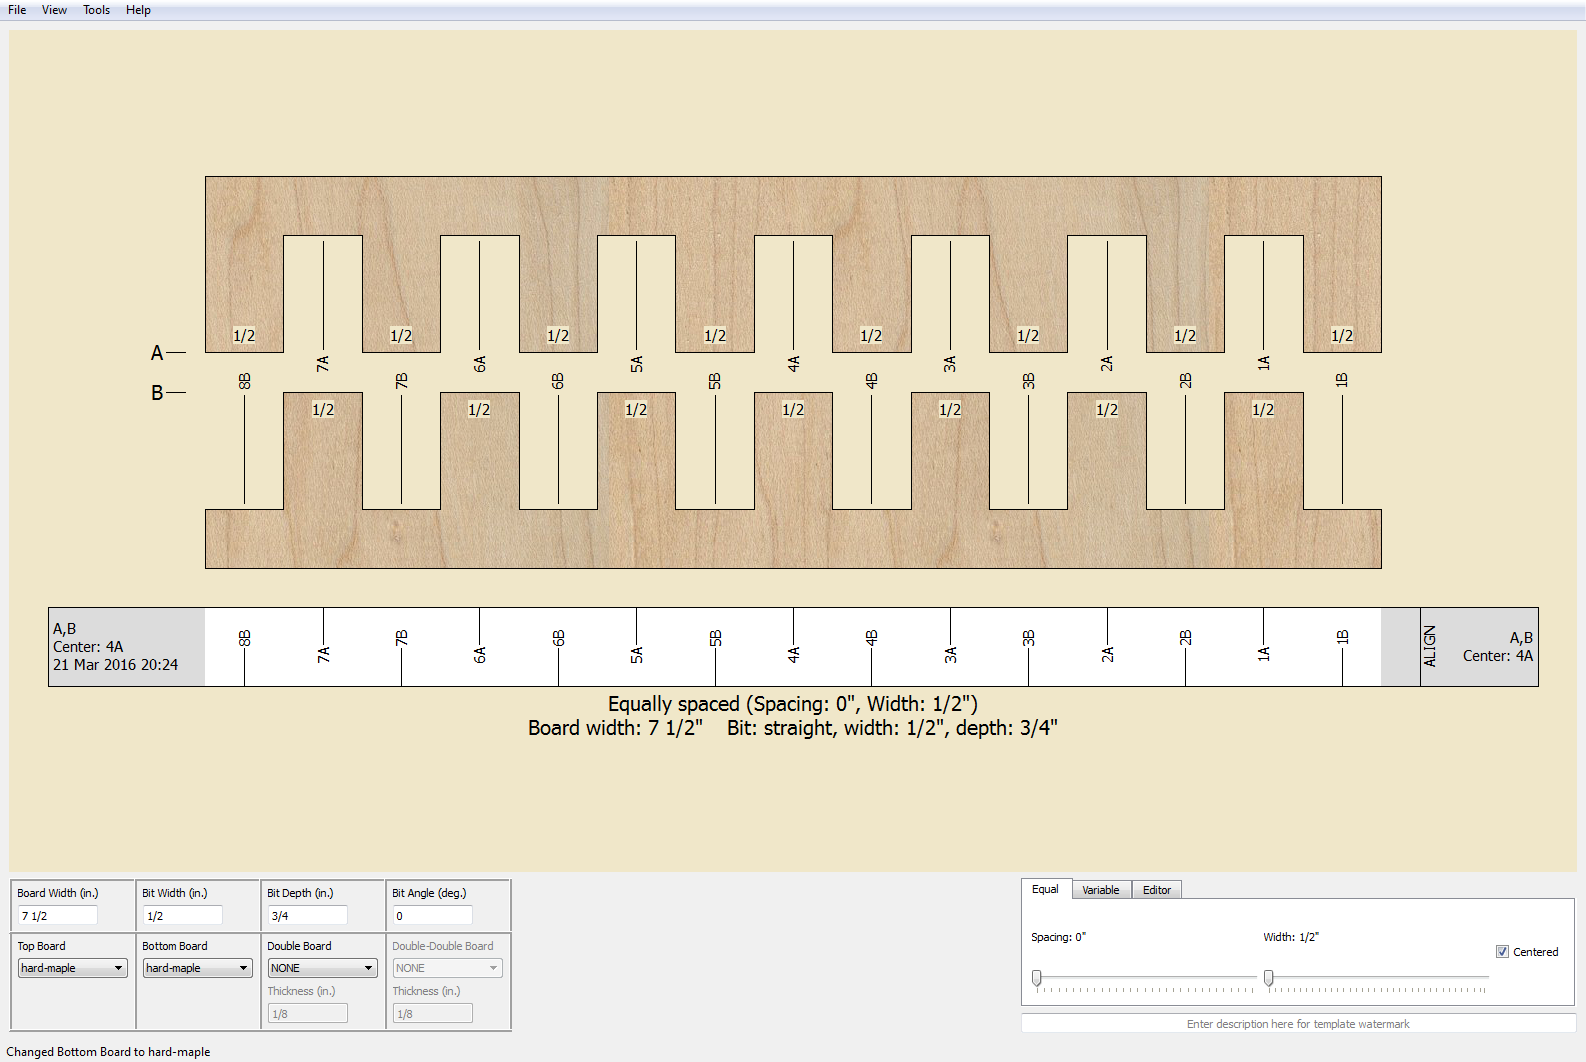 File View Tools Help
1/2 1/2 1/2 1/2 1/2 1/2 1/2 1/2
A
7A 6A 5A 4A 3A 2A 1A
8B 7B 6B 5B 4B 3B 2B 1B
B
1/2 1/2 1/2 1/2 1/2 1/2 1/2
A,B
Center: 4A
21 Mar 2016 20:24
8B 7A 7B 6A 6B 5A 5B 4A 4B 3A 3B 2A 2B 1A 1B
ALIGN
A,B
Center: 4A
Equally spaced (Spacing: 0", Width: 1/2")
Board width: 7 1/2" Bit: straight, width: 1/2", depth: 3/4"
Board Width (in.) Bit Width (in.) Bit Depth (in.) Bit Angle (deg.)
7 1/2 1/2 3/4 0
Top Board Bottom Board Double Board Double-Double Board
hard-maple hard-maple NONE NONE
Thickness (in.) Thickness (in.)
1/8 1/8
Equal Variable Editor
Spacing: 0" Width: 1/2"
Centered
Enter description here for template watermark
Changed Bottom Board to hard-maple